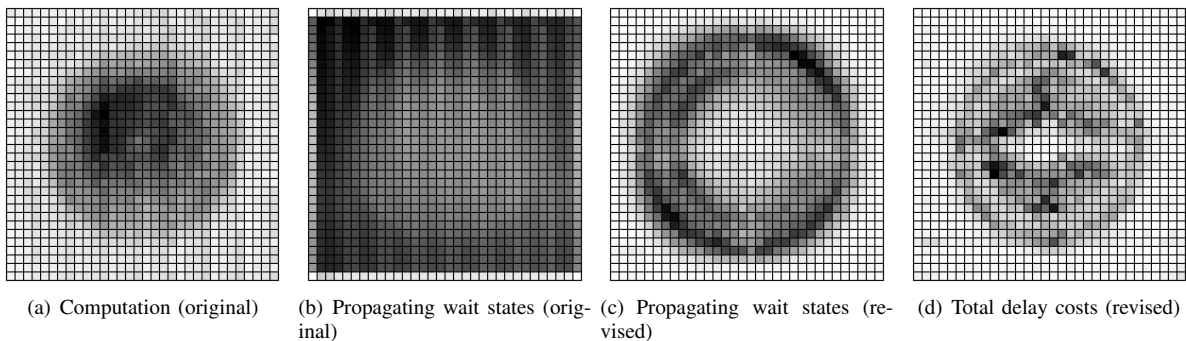 (a) Computation (original)
(b) Propagating wait states (orig-
inal)
(c) Propagating wait states (re-
vised)
(d) Total delay costs (revised)